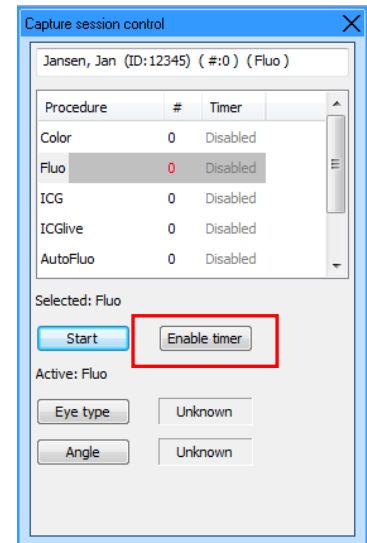 Capture session control
Jansen, Jan (ID:12345) ( #:0 ) ( Fluo )
Procedure # Timer
Color 0 Disabled
Fluo 0 Disabled
ICG 0 Disabled
ICGlive 0 Disabled
AutoFluo 0 Disabled
Selected: Fluo
Start Enable timer
Active: Fluo
Eye type Unknown
Angle Unknown